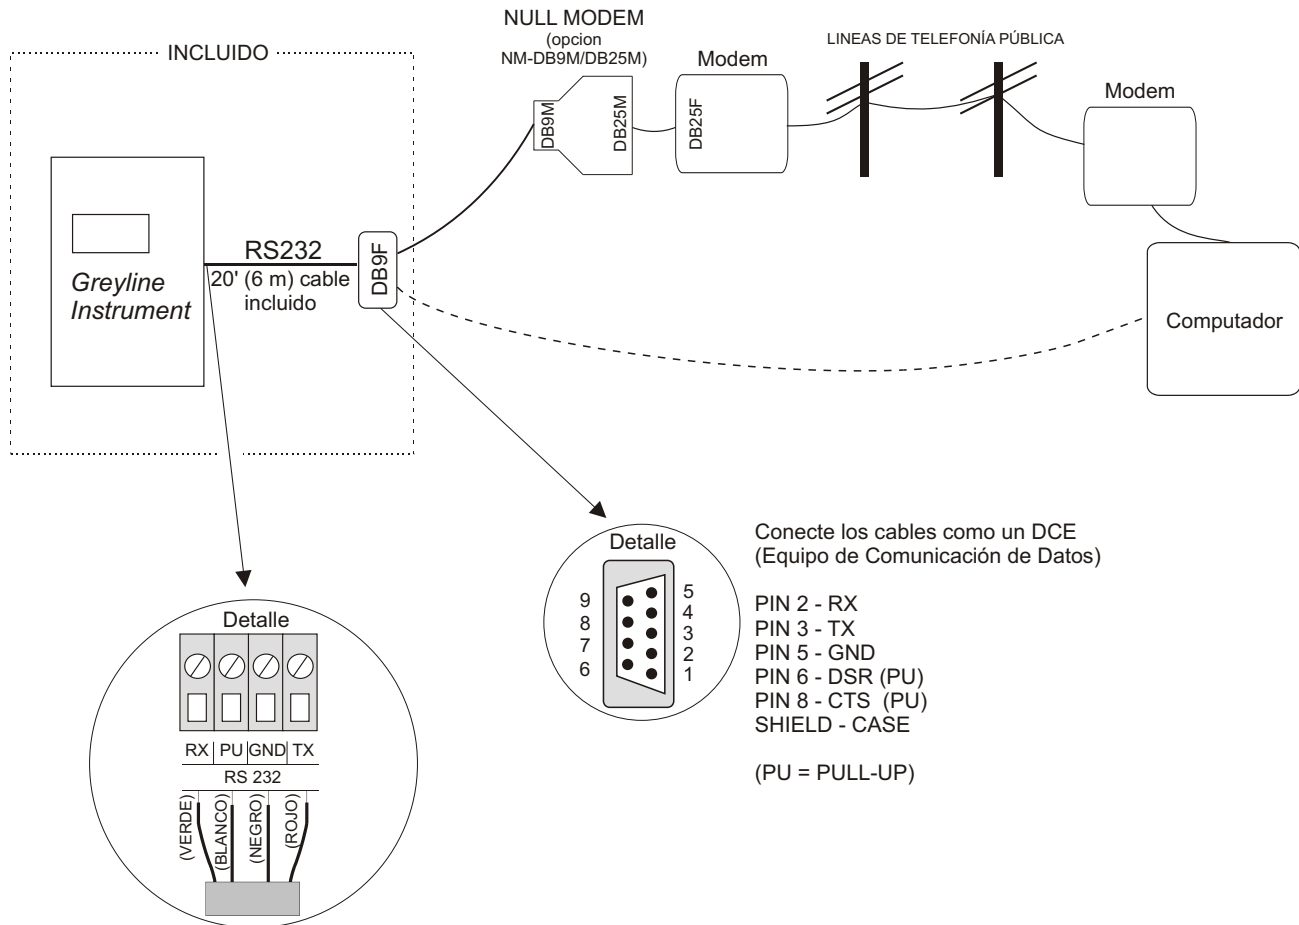 INCLUIDO
NULL MODEM
(opcion
NM-DB9M/DB25M)
DB9M
DB25M
Modem
DB25F
LINEAS DE TELEFONÍA PÚBLICA
Modem
Computador
Greyline
Instrument
RS232
20' (6 m) cable
incluido
DB9F
Detalle
RX PU GND TX
RS 232
(VERDE)
(BLANCO)
(NEGRO)
(ROJO)
Detalle
9
8
7
6
5
4
3
2
1
Conecte los cables como un DCE
(Equipo de Comunicación de Datos)
PIN 2 - RX
PIN 3 - TX
PIN 5 - GND
PIN 6 - DSR (PU)
PIN 8 - CTS (PU)
SHIELD - CASE
(PU = PULL-UP)